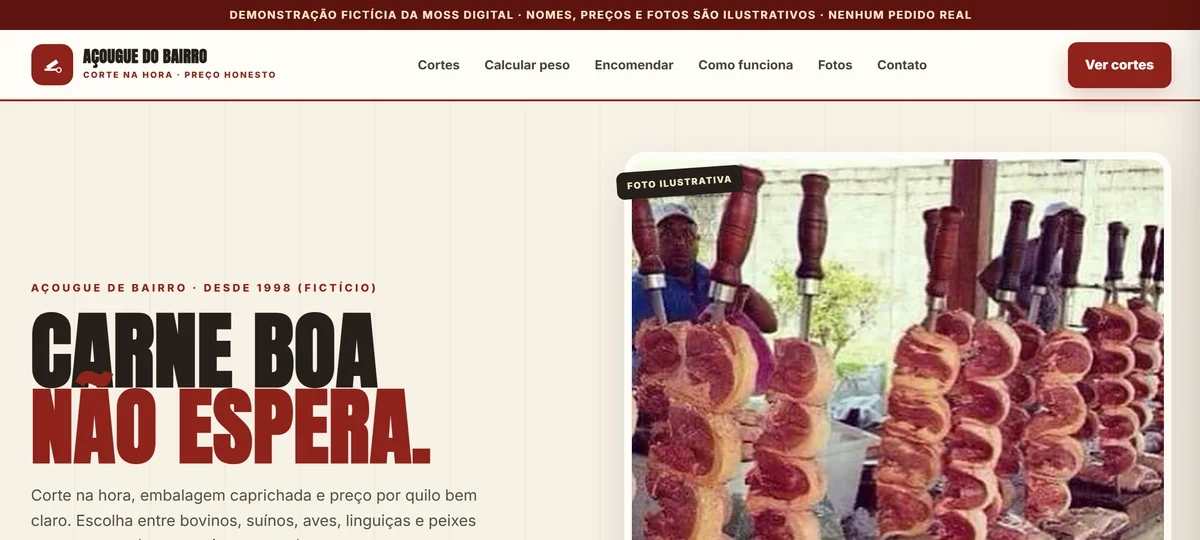 DEMONSTRAÇÃO FICTÍCIA DA MOSS DIGITAL · NOMES, PREÇOS E FOTOS SÃO ILUSTRATIVOS · NENHUM PEDIDO REAL
AÇOUGUE DO BAIRRO
CORTE NA HORA · PREÇO HONESTO
Cortes
Calcular peso
Encomendar
Como funciona
Fotos
Contato
Ver cortes
FOTO ILUSTRATIVA
AÇOUGUE DE BAIRRO · DESDE 1998 (FICTÍCIO)
CARNE BOA
NÃO ESPERA.
Corte na hora, embalagem caprichada e preço por quilo bem
claro. Escolha entre bovinos, suínos, aves, linguiças e peixes